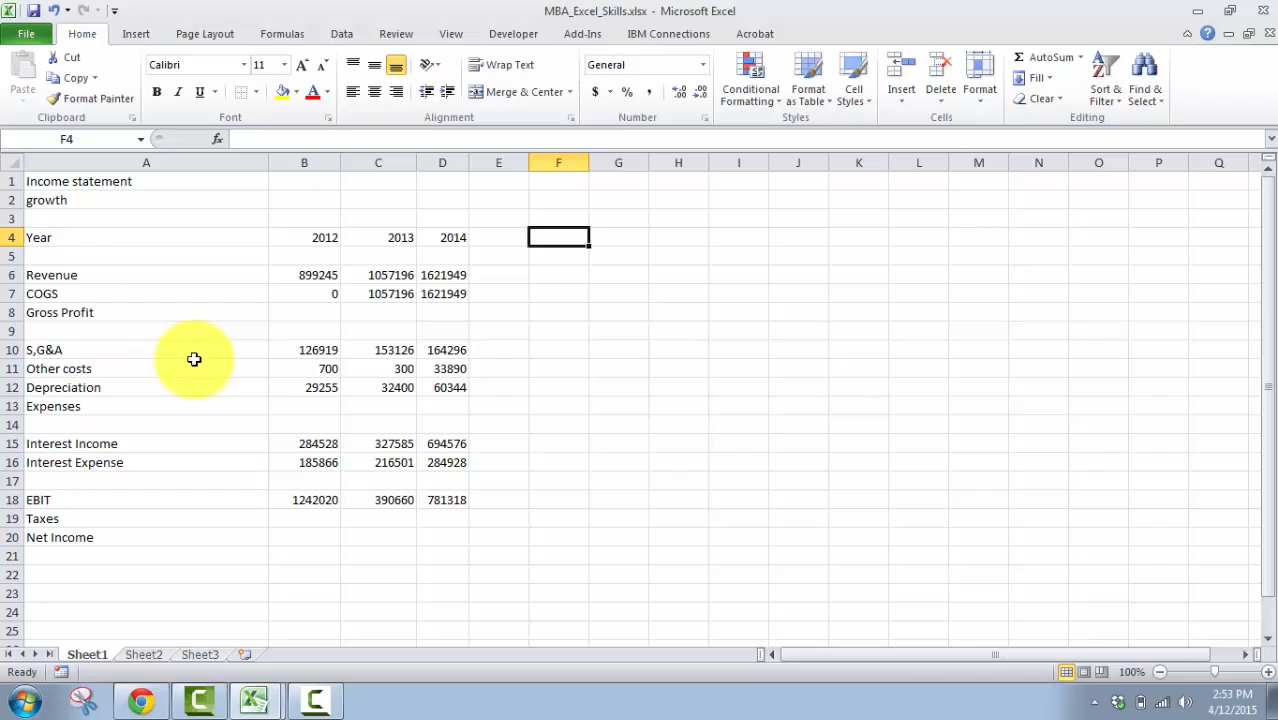 MBA_Excel_Skills.xlsx - Microsoft Excel
File Home Insert Page Layout Formulas Data Review View Developer Add-Ins IBM Connections Acrobat
Paste Cut Copy Format Painter Clipboard
Calibri 11 B I U A A A Font
Wrap Text Merge & Center Alignment
General $ % , .0 .00 .00 .0 Number
Conditional Formatting Format as Table Cell Styles Styles
Insert Delete Format Cells
Σ AutoSum Fill Clear Sort & Filter Find & Select Editing
F4 fx
A B C D E F G H I J K L M N O P Q
1 Income statement
2 growth
3
4 Year 2012 2013 2014
5
6 Revenue 899245 1057196 1621949
7 COGS 0 1057196 1621949
8 Gross Profit
9
10 S,G&A 126919 153126 164296
11 Other costs 700 300 33890
12 Depreciation 29255 32400 60344
13 Expenses
14
15 Interest Income 284528 327585 694576
16 Interest Expense 185866 216501 284928
17
18 EBIT 1242020 390660 781318
19 Taxes
20 Net Income
21
22
23
24
25
Sheet1 Sheet2 Sheet3
Ready 100%
2:53 PM
4/12/2015